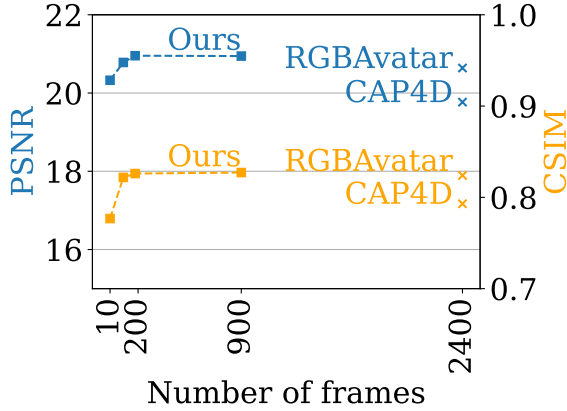 22
20
18
16
PSNR
Ours
RGBAvatar
CAP4D
Ours
RGBAvatar
CAP4D
1.0
0.9
0.8
0.7
CSIM
10
200
900
2400
Number of frames